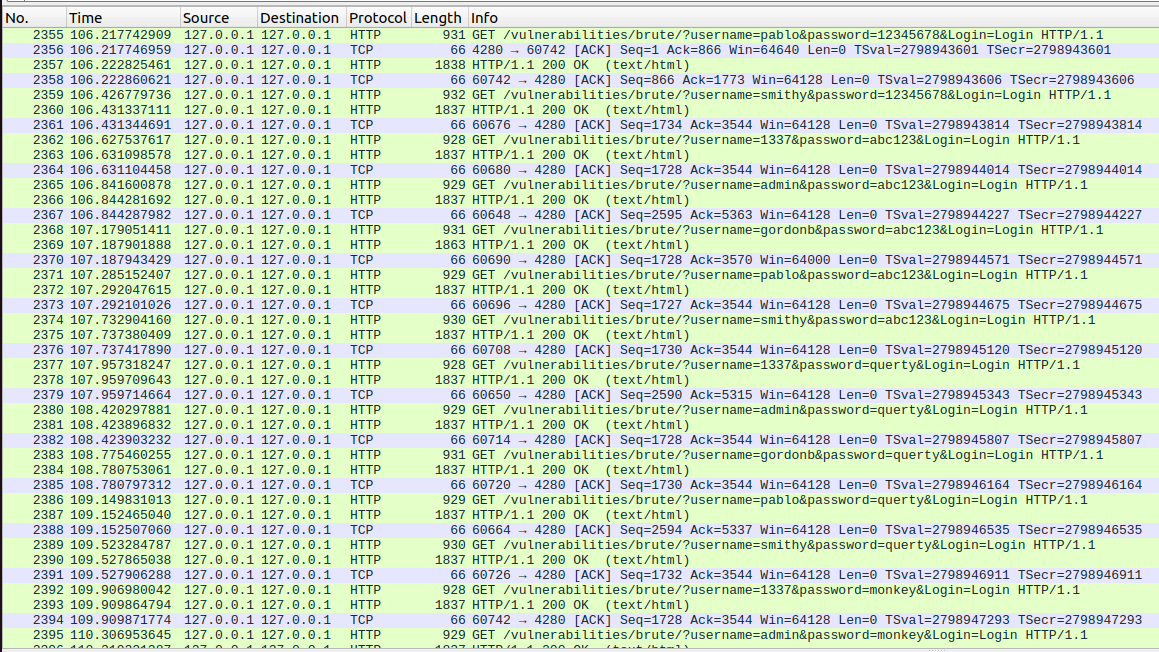 No. Time Source Destination Protocol Length Info
2355 106.217742909 127.0.0.1 127.0.0.1 HTTP 931 GET /vulnerabilities/brute/?username=pablo&password=12345678&Login=Login HTTP/1.1
2356 106.217746959 127.0.0.1 127.0.0.1 TCP 66 4280 → 60742 [ACK] Seq=1 Ack=866 Win=64640 Len=0 TSval=2798943601 TSecr=2798943601
2357 106.222825461 127.0.0.1 127.0.0.1 HTTP 1838 HTTP/1.1 200 OK (text/html)
2358 106.222860621 127.0.0.1 127.0.0.1 TCP 66 60742 → 4280 [ACK] Seq=866 Ack=1773 Win=64128 Len=0 TSval=2798943606 TSecr=2798943606
2359 106.426779736 127.0.0.1 127.0.0.1 HTTP 932 GET /vulnerabilities/brute/?username=smithy&password=12345678&Login=Login HTTP/1.1
2360 106.431337111 127.0.0.1 127.0.0.1 HTTP 1837 HTTP/1.1 200 OK (text/html)
2361 106.431344691 127.0.0.1 127.0.0.1 TCP 66 60676 → 4280 [ACK] Seq=1734 Ack=3544 Win=64128 Len=0 TSval=2798943814 TSecr=2798943814
2362 106.627537617 127.0.0.1 127.0.0.1 HTTP 928 GET /vulnerabilities/brute/?username=1337&password=abc123&Login=Login HTTP/1.1
2363 106.631098578 127.0.0.1 127.0.0.1 HTTP 1837 HTTP/1.1 200 OK (text/html)
2364 106.631104458 127.0.0.1 127.0.0.1 TCP 66 60680 → 4280 [ACK] Seq=1728 Ack=3544 Win=64128 Len=0 TSval=2798944014 TSecr=2798944014
2365 106.841600878 127.0.0.1 127.0.0.1 HTTP 929 GET /vulnerabilities/brute/?username=admin&password=abc123&Login=Login HTTP/1.1
2366 106.844281692 127.0.0.1 127.0.0.1 HTTP 1837 HTTP/1.1 200 OK (text/html)
2367 106.844287982 127.0.0.1 127.0.0.1 TCP 66 60648 → 4280 [ACK] Seq=2595 Ack=5363 Win=64128 Len=0 TSval=2798944227 TSecr=2798944227
2368 107.179051411 127.0.0.1 127.0.0.1 HTTP 931 GET /vulnerabilities/brute/?username=gordonb&password=abc123&Login=Login HTTP/1.1
2369 107.187901888 127.0.0.1 127.0.0.1 HTTP 1863 HTTP/1.1 200 OK (text/html)
2370 107.187943429 127.0.0.1 127.0.0.1 TCP 66 60690 → 4280 [ACK] Seq=1728 Ack=3570 Win=64000 Len=0 TSval=2798944571 TSecr=2798944571
2371 107.285152407 127.0.0.1 127.0.0.1 HTTP 929 GET /vulnerabilities/brute/?username=pablo&password=abc123&Login=Login HTTP/1.1
2372 107.292047615 127.0.0.1 127.0.0.1 HTTP 1837 HTTP/1.1 200 OK (text/html)
2373 107.292101026 127.0.0.1 127.0.0.1 TCP 66 60696 → 4280 [ACK] Seq=1727 Ack=3544 Win=64128 Len=0 TSval=2798944675 TSecr=2798944675
2374 107.732904160 127.0.0.1 127.0.0.1 HTTP 930 GET /vulnerabilities/brute/?username=smithy&password=abc123&Login=Login HTTP/1.1
2375 107.737380409 127.0.0.1 127.0.0.1 HTTP 1837 HTTP/1.1 200 OK (text/html)
2376 107.737417890 127.0.0.1 127.0.0.1 TCP 66 60708 → 4280 [ACK] Seq=1730 Ack=3544 Win=64128 Len=0 TSval=2798945120 TSecr=2798945120
2377 107.957318247 127.0.0.1 127.0.0.1 HTTP 928 GET /vulnerabilities/brute/?username=1337&password=querty&Login=Login HTTP/1.1
2378 107.959709643 127.0.0.1 127.0.0.1 HTTP 1837 HTTP/1.1 200 OK (text/html)
2379 107.959714664 127.0.0.1 127.0.0.1 TCP 66 60650 → 4280 [ACK] Seq=2590 Ack=5315 Win=64128 Len=0 TSval=2798945343 TSecr=2798945343
2380 108.420297881 127.0.0.1 127.0.0.1 HTTP 929 GET /vulnerabilities/brute/?username=admin&password=querty&Login=Login HTTP/1.1
2381 108.423896832 127.0.0.1 127.0.0.1 HTTP 1837 HTTP/1.1 200 OK (text/html)
2382 108.423903232 127.0.0.1 127.0.0.1 TCP 66 60714 → 4280 [ACK] Seq=1728 Ack=3544 Win=64128 Len=0 TSval=2798945807 TSecr=2798945807
2383 108.775460255 127.0.0.1 127.0.0.1 HTTP 931 GET /vulnerabilities/brute/?username=gordonb&password=querty&Login=Login HTTP/1.1
2384 108.780753061 127.0.0.1 127.0.0.1 HTTP 1837 HTTP/1.1 200 OK (text/html)
2385 108.780797312 127.0.0.1 127.0.0.1 TCP 66 60720 → 4280 [ACK] Seq=1730 Ack=3544 Win=64128 Len=0 TSval=2798946164 TSecr=2798946164
2386 109.149831013 127.0.0.1 127.0.0.1 HTTP 929 GET /vulnerabilities/brute/?username=pablo&password=querty&Login=Login HTTP/1.1
2387 109.152465040 127.0.0.1 127.0.0.1 HTTP 1837 HTTP/1.1 200 OK (text/html)
2388 109.152507060 127.0.0.1 127.0.0.1 TCP 66 60664 → 4280 [ACK] Seq=2594 Ack=5337 Win=64128 Len=0 TSval=2798946535 TSecr=2798946535
2389 109.523284787 127.0.0.1 127.0.0.1 HTTP 930 GET /vulnerabilities/brute/?username=smithy&password=querty&Login=Login HTTP/1.1
2390 109.527865038 127.0.0.1 127.0.0.1 HTTP 1837 HTTP/1.1 200 OK (text/html)
2391 109.527906288 127.0.0.1 127.0.0.1 TCP 66 60726 → 4280 [ACK] Seq=1732 Ack=3544 Win=64128 Len=0 TSval=2798946911 TSecr=2798946911
2392 109.906980042 127.0.0.1 127.0.0.1 HTTP 928 GET /vulnerabilities/brute/?username=1337&password=monkey&Login=Login HTTP/1.1
2393 109.909864794 127.0.0.1 127.0.0.1 HTTP 1837 HTTP/1.1 200 OK (text/html)
2394 109.909871774 127.0.0.1 127.0.0.1 TCP 66 60742 → 4280 [ACK] Seq=1728 Ack=3544 Win=64128 Len=0 TSval=2798947293 TSecr=2798947293
2395 110.306953645 127.0.0.1 127.0.0.1 HTTP 929 GET /vulnerabilities/brute/?username=admin&password=monkey&Login=Login HTTP/1.1